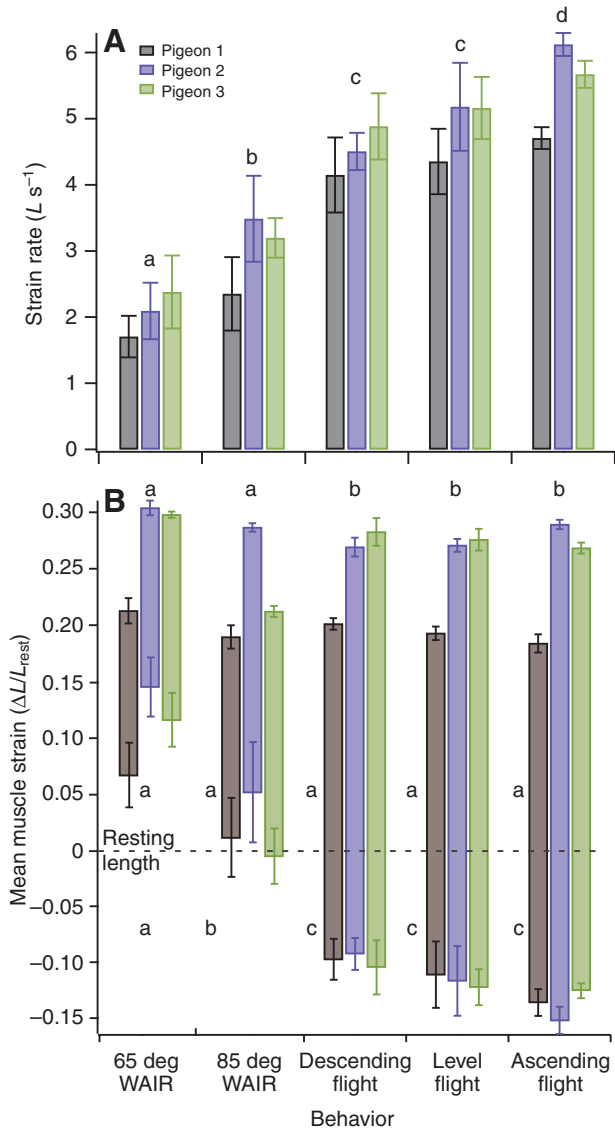 A
Pigeon 1
Pigeon 2
Pigeon 3
a
b
c
c
d
6
5
4
3
2
1
0
Strain rate (L s⁻¹)
B
a
a
b
b
b
0.30
0.25
0.20
0.15
0.10
0.05
0
−0.05
−0.10
−0.15
Mean muscle strain (ΔL/Lrest)
a
a
a
a
a
Resting
length
a
b
c
c
c
65 deg
WAIR
85 deg
WAIR
Descending
flight
Level
flight
Ascending
flight
Behavior